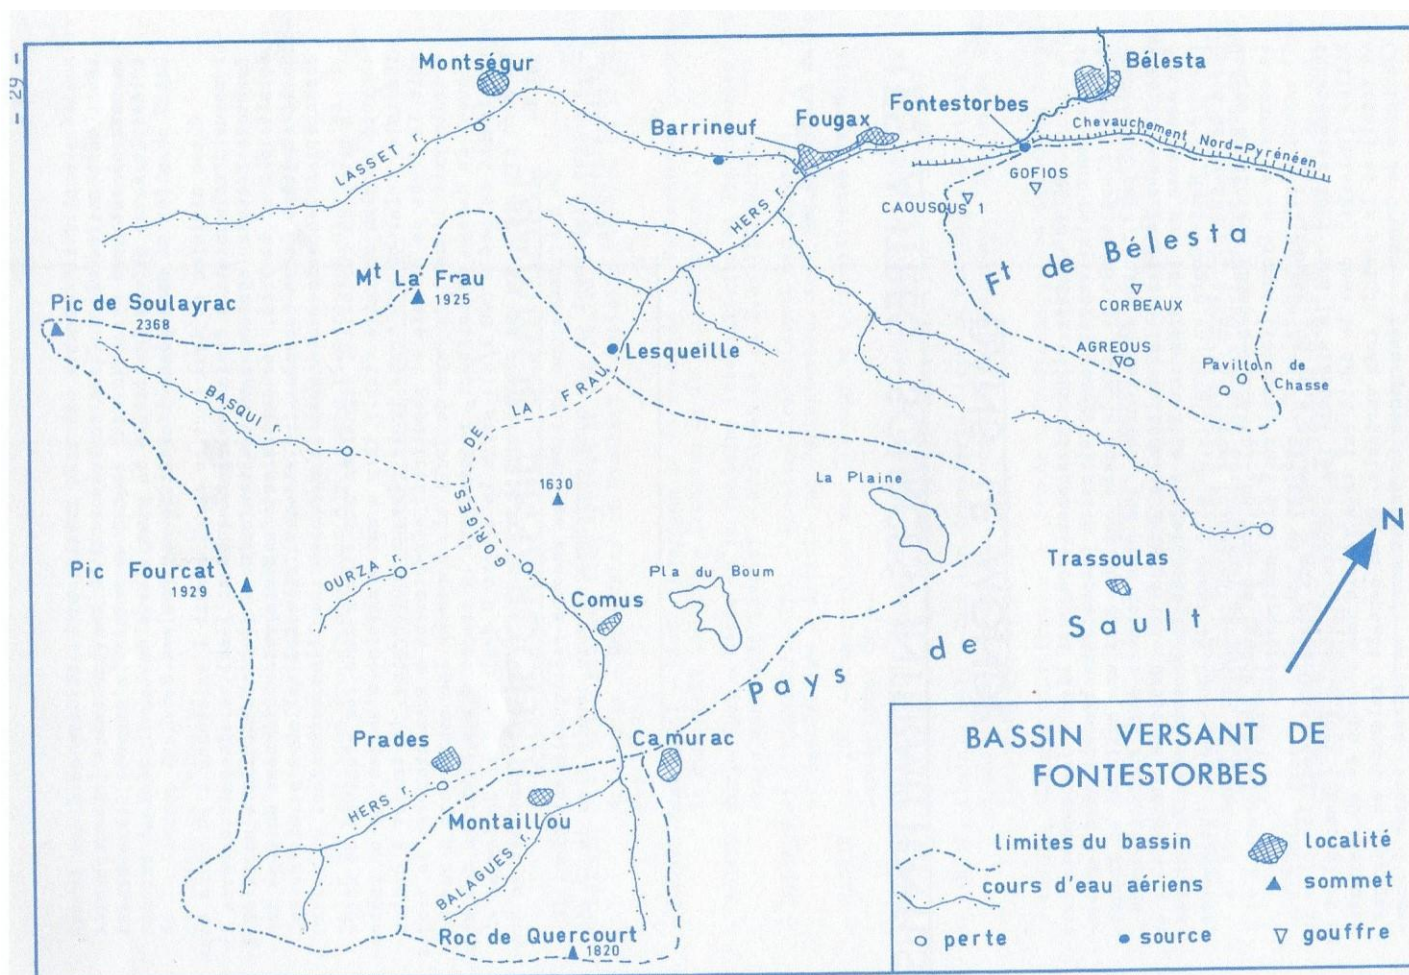 - 29 -
Montségur
Bélesta
Fontestorbes
Fougax
Barrineuf
Chevauchement Nord-Pyrénéen
LASSET r.
GOFIOS
CAOUSOUS 1
HERS r.
Ft de Bélesta
Mt La Frau
1925
CORBEAUX
Pic de Soulayrac
2368
Lesqueille
AGREOUS
Pavilloin de
Chasse
BASQUI r.
GORGES DE LA FRAU
1630
La Plaine
N
Pic Fourcat
1929
OURZA r.
Pla du Boum
Trassoulas
Comus
Pays de Sault
Prades
Camurac
HERS r.
Montaillou
BALAGUES r.
Roc de Quercourt
1820
BASSIN VERSANT DE
FONTESTORBES
limites du bassin
localité
cours d'eau aériens
sommet
perte
source
gouffre